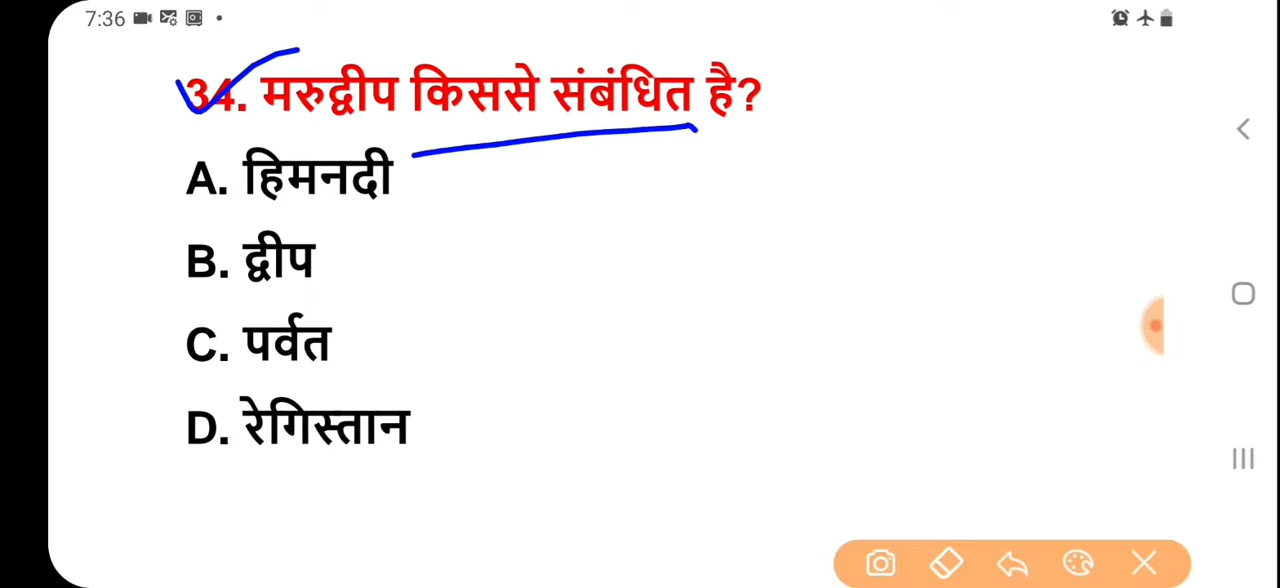 7:36
34. मरुद्वीप किससे संबंधित है?
A. हिमनदी
B. द्वीप
C. पर्वत
D. रेगिस्तान